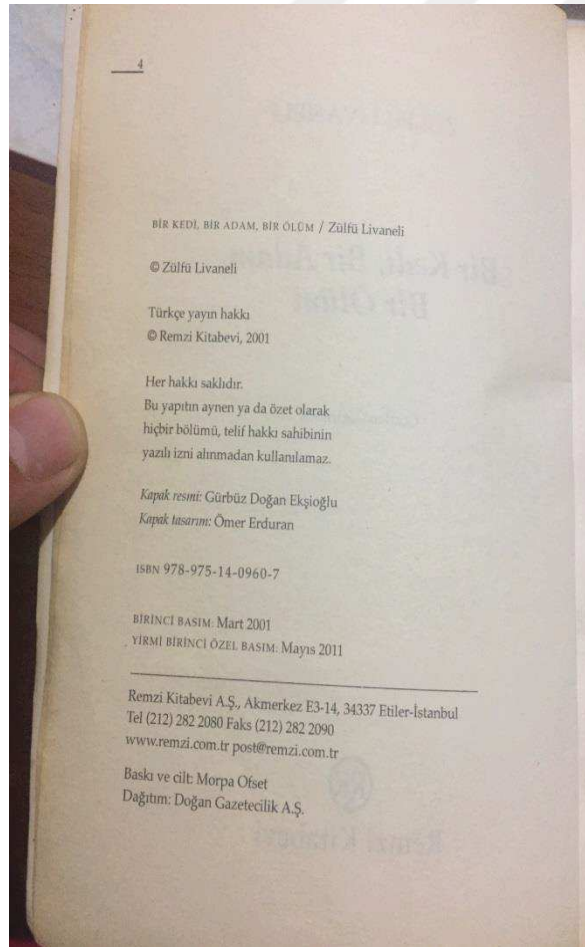 4
BİR KEDİ, BİR ADAM, BİR ÖLÜM / Zülfü Livaneli
© Zülfü Livaneli
Türkçe yayın hakkı
© Remzi Kitabevi, 2001
Her hakkı saklıdır.
Bu yapıtın aynen ya da özet olarak
hiçbir bölümü, telif hakkı sahibinin
yazılı izni alınmadan kullanılamaz.
Kapak resmi: Gürbüz Doğan Ekşioğlu
Kapak tasarım: Ömer Erduran
ISBN 978-975-14-0960-7
BİRİNCİ BASIM: Mart 2001
YİRMİ BİRİNCİ ÖZEL BASIM: Mayıs 2011
Remzi Kitabevi A.Ş., Akmerkez E3-14, 34337 Etiler-İstanbul
Tel (212) 282 2080 Faks (212) 282 2090
www.remzi.com.tr post@remzi.com.tr
Baskı ve cilt: Morpa Ofset
Dağıtım: Doğan Gazetecilik A.Ş.